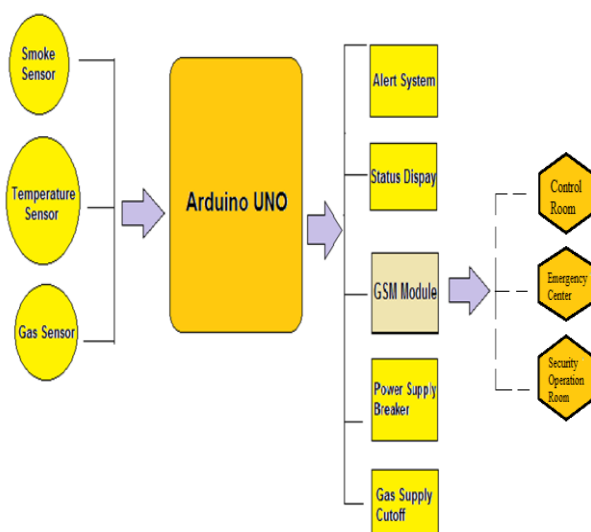 Smoke
Sensor
Temperature
Sensor
Gas Sensor
Arduino UNO
Alert System
Status Dispay
GSM Module
Power Supply
Breaker
Gas Supply
Cutoff
Control
Room
Emergency
Center
Security
Operation
Room